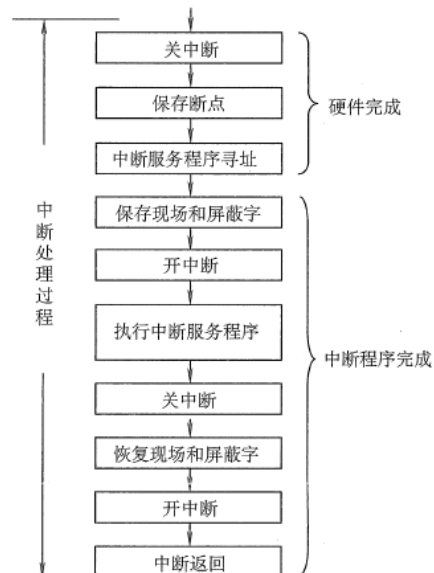 关中断
保存断点
硬件完成
中断服务程序寻址
中断处理过程
保存现场和屏蔽字
开中断
执行中断服务程序
中断程序完成
关中断
恢复现场和屏蔽字
开中断
中断返回